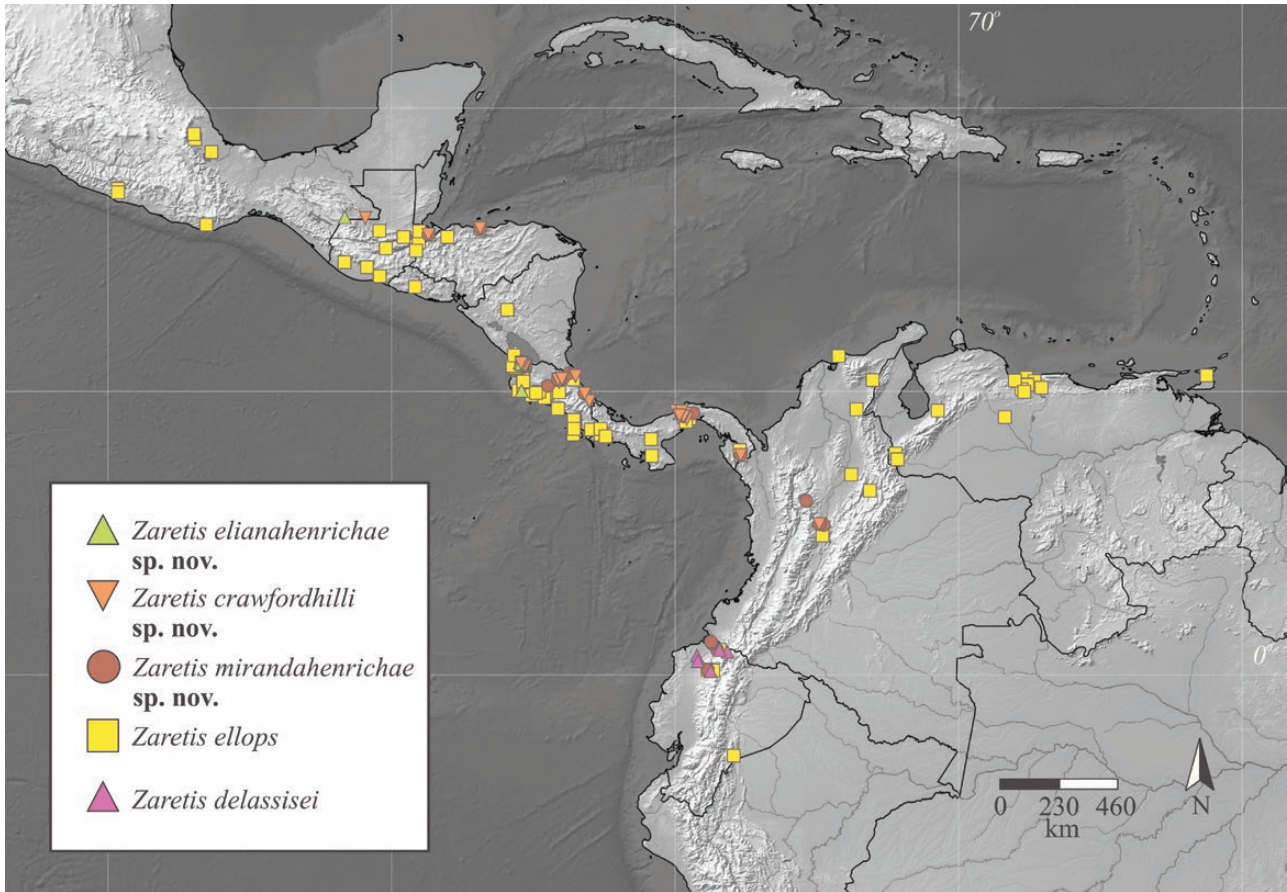 70°
Zaretis elianahenrichae
sp. nov.
Zaretis crawfordhilli
sp. nov.
Zaretis mirandahenrichae
sp. nov.
Zaretis ellops
Zaretis delassisei
0°
0 230 460
km
N